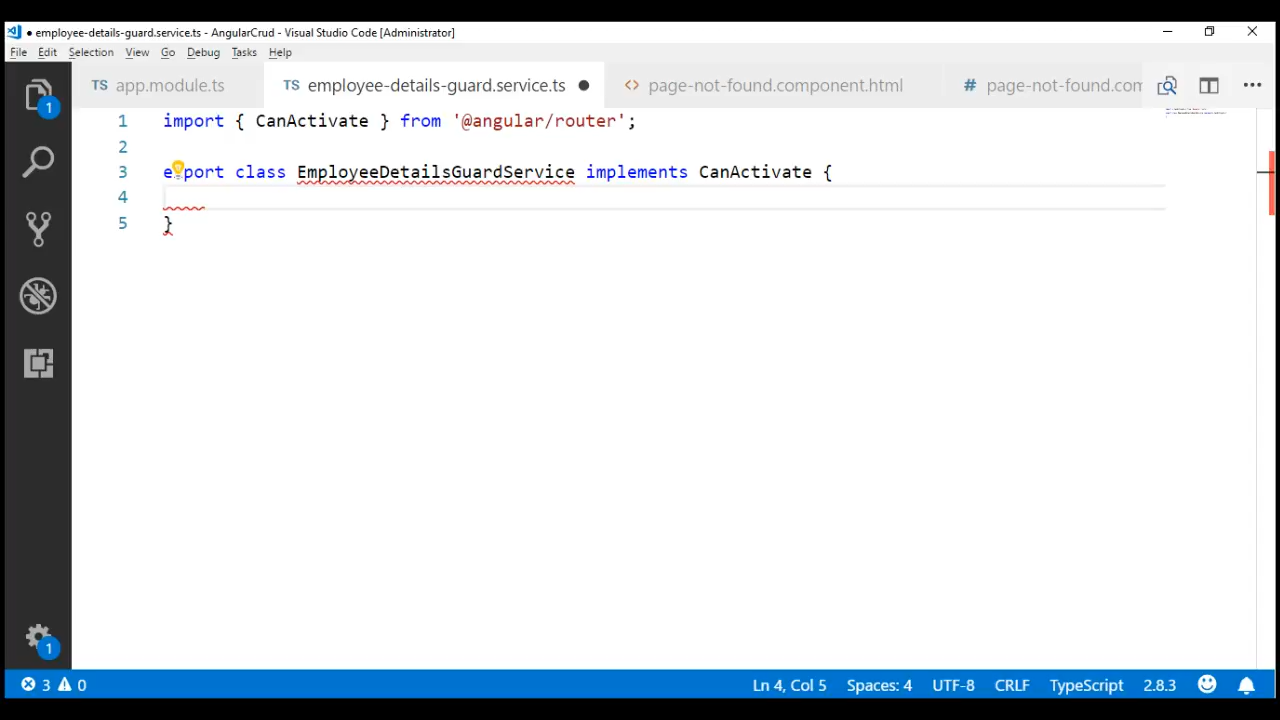 employee-details-guard.service.ts - AngularCrud - Visual Studio Code [Administrator]
File Edit Selection View Go Debug Tasks Help
TS app.module.ts TS employee-details-guard.service.ts page-not-found.component.html # page-not-found.com
1 import { CanActivate } from '@angular/router';
2
3 export class EmployeeDetailsGuardService implements CanActivate {
4
5 }
1
1
3 0 Ln 4, Col 5 Spaces: 4 UTF-8 CRLF TypeScript 2.8.3